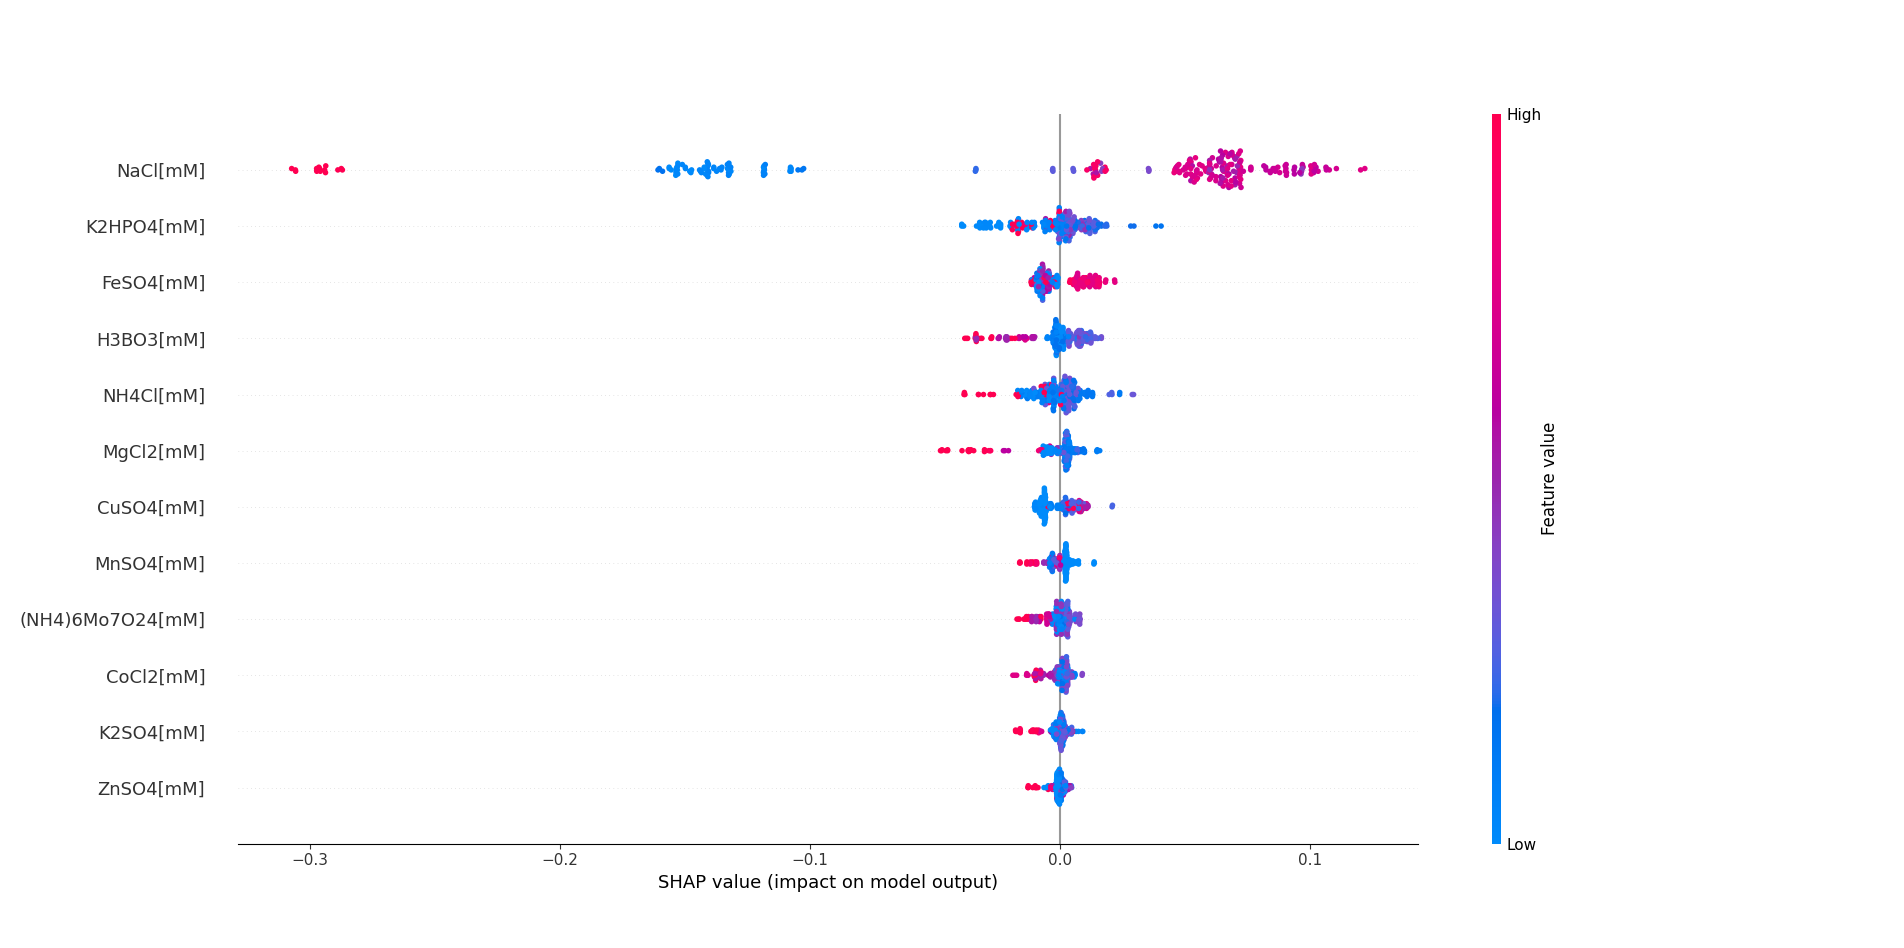 High
NaCl[mM]
K2HPO4[mM]
FeSO4[mM]
H3BO3[mM]
NH4Cl[mM]
MgCl2[mM]
CuSO4[mM]
MnSO4[mM]
(NH4)6Mo7O24[mM]
CoCl2[mM]
K2SO4[mM]
ZnSO4[mM]
Feature value
Low
−0.3 −0.2 −0.1 0.0 0.1
SHAP value (impact on model output)